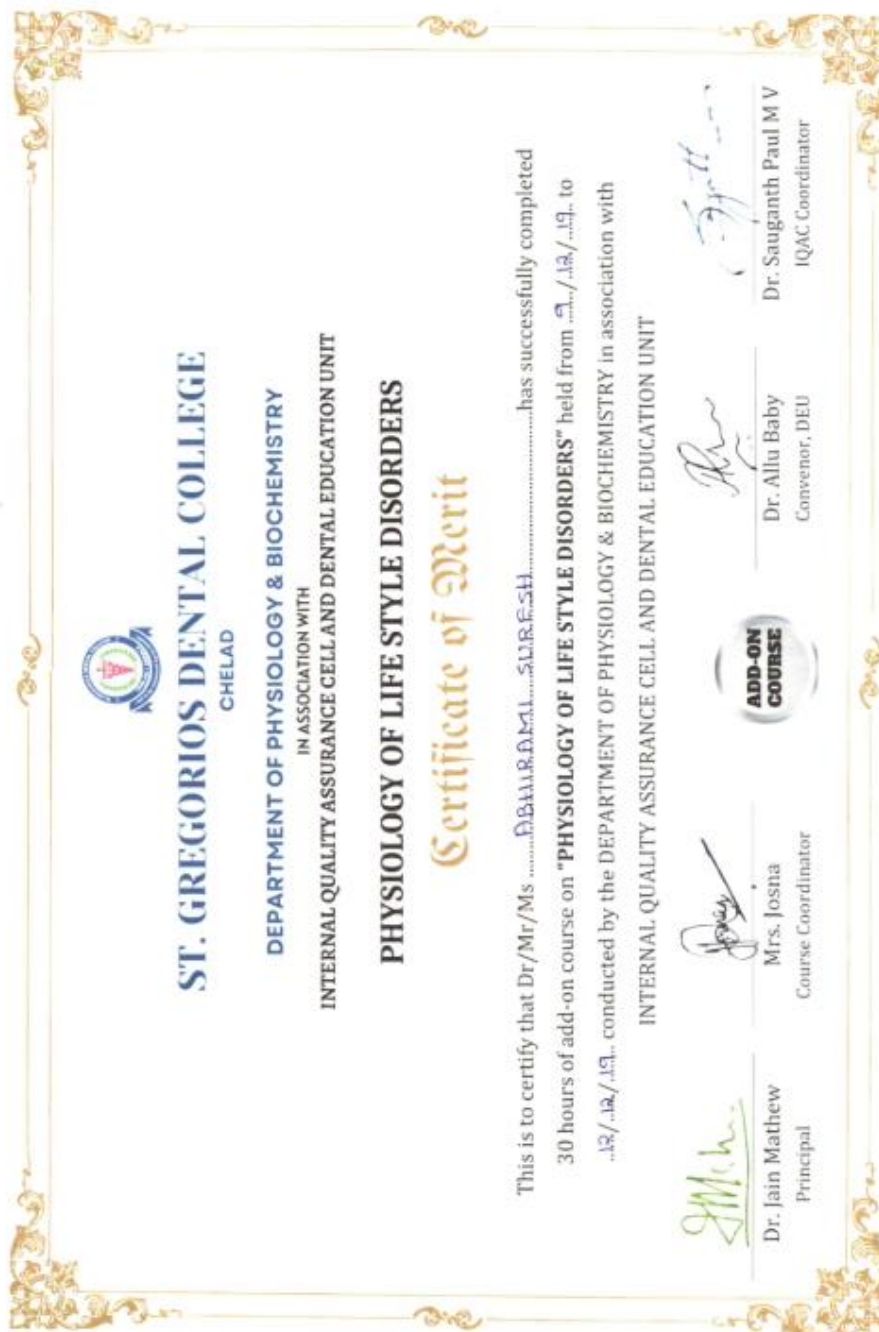 ST. GREGORIOS DENTAL COLLEGE
CHELAD
DEPARTMENT OF PHYSIOLOGY & BIOCHEMISTRY
IN ASSOCIATION WITH
INTERNAL QUALITY ASSURANCE CELL AND DENTAL EDUCATION UNIT
PHYSIOLOGY OF LIFE STYLE DISORDERS
Certificate of Merit
This is to certify that Dr/Mr/Ms ........ABHIRAMI SURESH........has successfully completed
30 hours of add-on course on "PHYSIOLOGY OF LIFE STYLE DISORDERS" held from 9/12/19 to
12/12/19 conducted by the DEPARTMENT OF PHYSIOLOGY & BIOCHEMISTRY in association with
INTERNAL QUALITY ASSURANCE CELL AND DENTAL EDUCATION UNIT
Dr. Jain Mathew
Principal
Mrs. Josna
Course Coordinator
ADD-ON
COURSE
Dr. Allu Baby
Convenor, DEU
Dr. Sauganth Paul M V
IQAC Coordinator